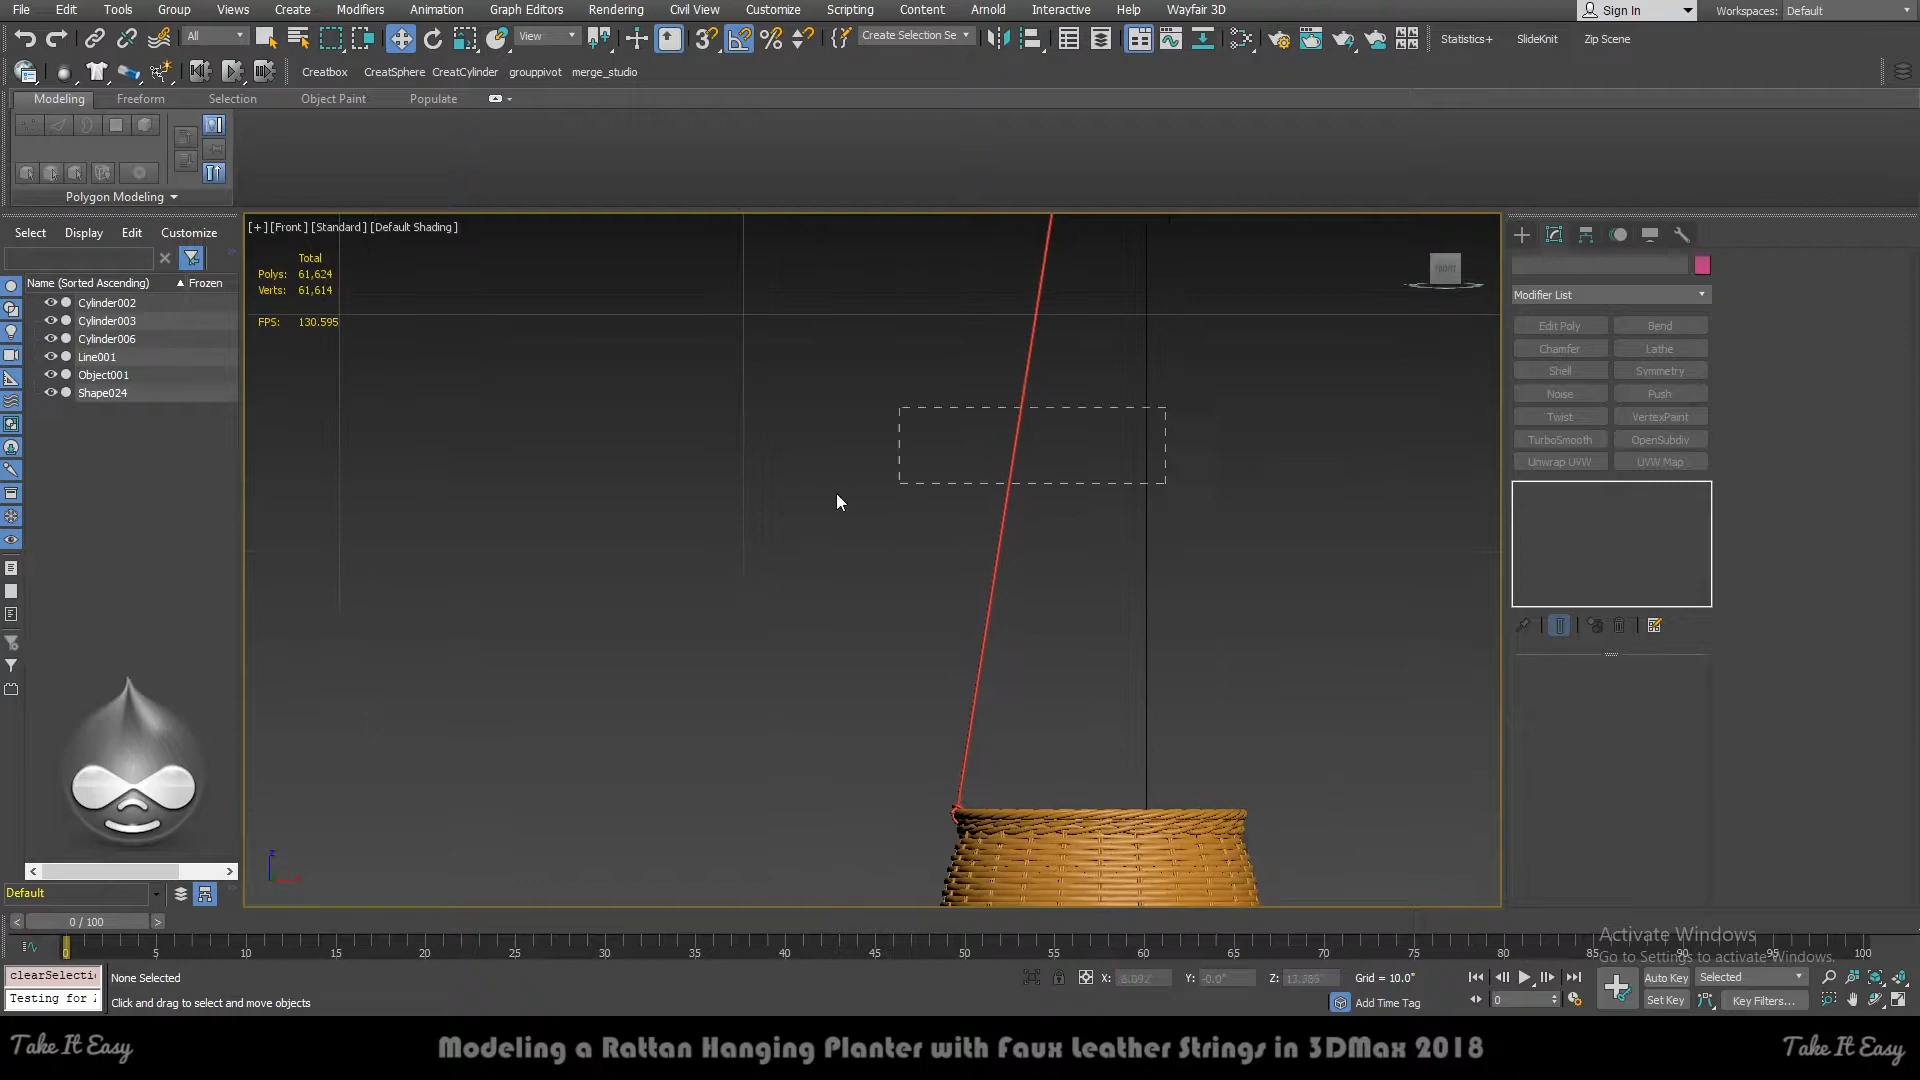 File Edit Tools Group Views Create Modifiers Animation Graph Editors Rendering Civil View Customize Scripting Content Arnold Interactive Help Wayfair 3D Sign In Workspaces: Default
All View Create Selection Se Statistics+ SlideKnit Zip Scene
Creatbox CreatSphere CreatCylinder grouppivot merge_studio
Modeling Freeform Selection Object Paint Populate
Polygon Modeling
Select Display Edit Customize
[+] [Front] [Standard] [Default Shading]
Total
Polys: 61,624
Verts: 61,614
FPS: 130.595
Name (Sorted Ascending) Frozen
Cylinder002
Cylinder003
Cylinder006
Line001
Object001
Shape024
Modifier List
Edit Poly Bend
Chamfer Lathe
Shell Symmetry
Noise Push
Twist VertexPaint
TurboSmooth OpenSubdiv
Unwrap UVW UVW Map
Default
0 / 100
0 5 10 15 20 25 30 35 40 45 50 55 60 65 70 75 80 85 90 95 100
Activate Windows
Go to Settings to activate Windows.
clearSelecti
Testing for
None Selected
Click and drag to select and move objects
X: Y: -0.0" Z: Grid = 10.0"
Add Time Tag
0
Auto Key Selected
Set Key Key Filters...
Take It Easy
Modeling a Rattan Hanging Planter with Faux Leather Strings in 3DMax 2018
Take It Easy